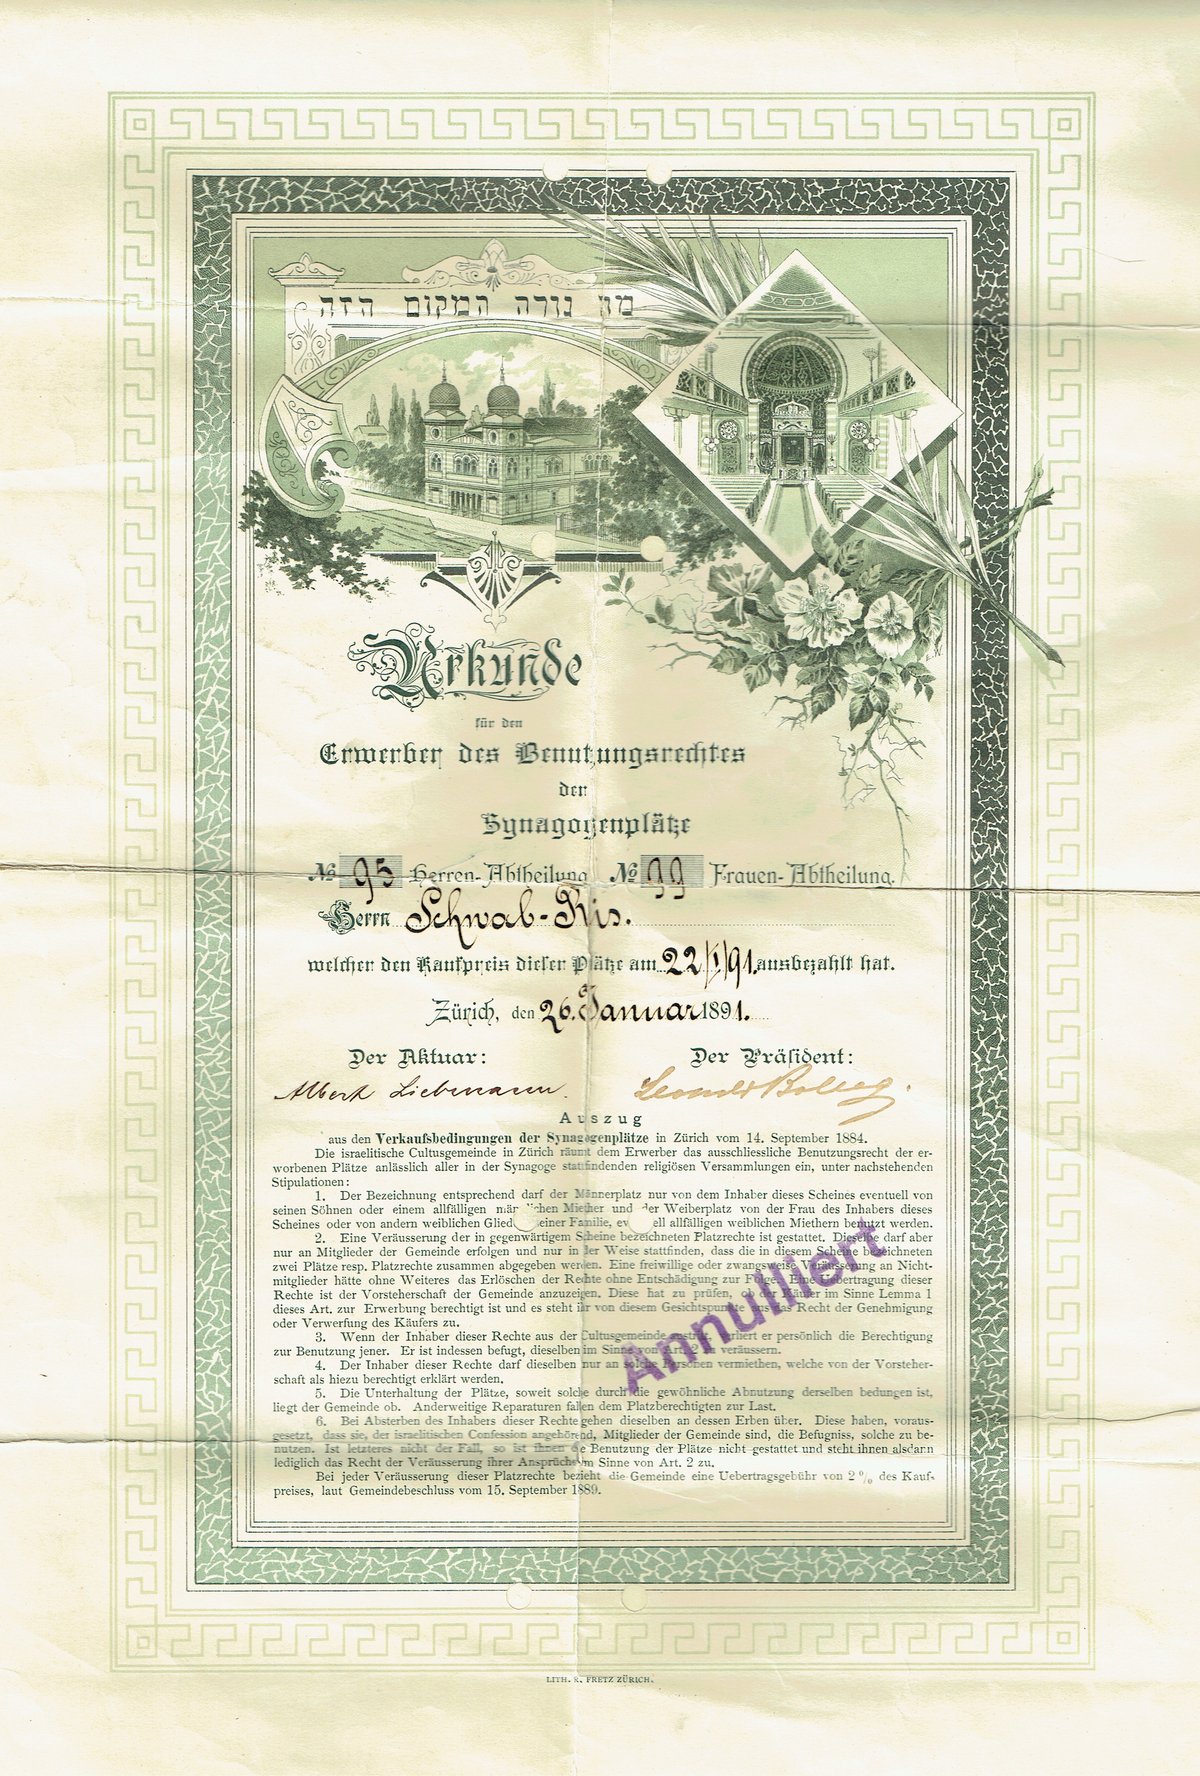 מה נורה המקום הזה
Urkunde
für den
Erwerber des Benutzungsrechtes
der
Synagogenplätze
No 95 Herren-Abtheilung No 99 Frauen-Abtheilung.
Herrn Schwab-Ris.
welcher den Kaufpreis dieser Plätze am 22/I/91. ausbezahlt hat.
Zürich, den 26. Januar 1891.
Der Aktuar: Der Präsident:
Albert Liebmann.
Auszug
aus den Verkaufsbedingungen der Synagogenplätze in Zürich vom 14. September 1884.
Die israelitische Cultusgemeinde in Zürich räumt dem Erwerber das ausschliessliche Benutzungsrecht der er-
worbenen Plätze anlässlich aller in der Synagoge stattfindenden religiösen Versammlungen ein, unter nachstehenden
Stipulationen:
1. Der Bezeichnung entsprechend darf der Männerplatz nur von dem Inhaber dieses Scheines eventuell von
seinen Söhnen oder einem allfälligen männlichen Miether und der Weiberplatz von der Frau des Inhabers dieses
Scheines oder von andern weiblichen Gliedern seiner Familie, eventuell allfälligen weiblichen Miethern benutzt werden.
2. Eine Veräusserung der in gegenwärtigem Scheine bezeichneten Platzrechte ist gestattet. Dieselbe darf aber
nur an Mitglieder der Gemeinde erfolgen und nur in der Weise stattfinden, dass die in diesem Scheine bezeichneten
zwei Plätze resp. Platzrechte zusammen abgegeben werden. Eine freiwillige oder zwangsweise Veräusserung an Nicht-
mitglieder hätte ohne Weiteres das Erlöschen der Rechte ohne Entschädigung zur Folge. Eine Uebertragung dieser
Rechte ist der Vorsteherschaft der Gemeinde anzuzeigen. Diese hat zu prüfen, ob der Käufer im Sinne Lemma 1
dieses Art. zur Erwerbung berechtigt ist und es steht ihr von diesem Gesichtspunkte aus das Recht der Genehmigung
oder Verwerfung des Käufers zu.
3. Wenn der Inhaber dieser Rechte aus der Cultusgemeinde austritt, verliert er persönlich die Berechtigung
zur Benutzung jener. Er ist indessen befugt, dieselben im Sinne von Art. 2 zu veräussern.
4. Der Inhaber dieser Rechte darf dieselben nur an solche Personen vermiethen, welche von der Vorsteher-
schaft als hiezu berechtigt erklärt werden.
5. Die Unterhaltung der Plätze, soweit solche durch die gewöhnliche Abnutzung derselben bedungen ist,
liegt der Gemeinde ob. Anderweitige Reparaturen fallen dem Platzberechtigten zur Last.
6. Bei Absterben des Inhabers dieser Rechte gehen dieselben an dessen Erben über. Diese haben, voraus-
gesetzt, dass sie, der israelitischen Confession angehörend, Mitglieder der Gemeinde sind, die Befugniss, solche zu be-
nutzen. Ist letzteres nicht der Fall, so ist ihnen die Benutzung der Plätze nicht gestattet und steht ihnen alsdann
lediglich das Recht der Veräusserung ihrer Ansprüche im Sinne von Art. 2 zu.
Bei jeder Veräusserung dieser Platzrechte bezieht die Gemeinde eine Uebertragsgebühr von 2 % des Kauf-
preises, laut Gemeindebeschluss vom 15. September 1889.
Annulliert
LITH. R. FRETZ ZÜRICH.